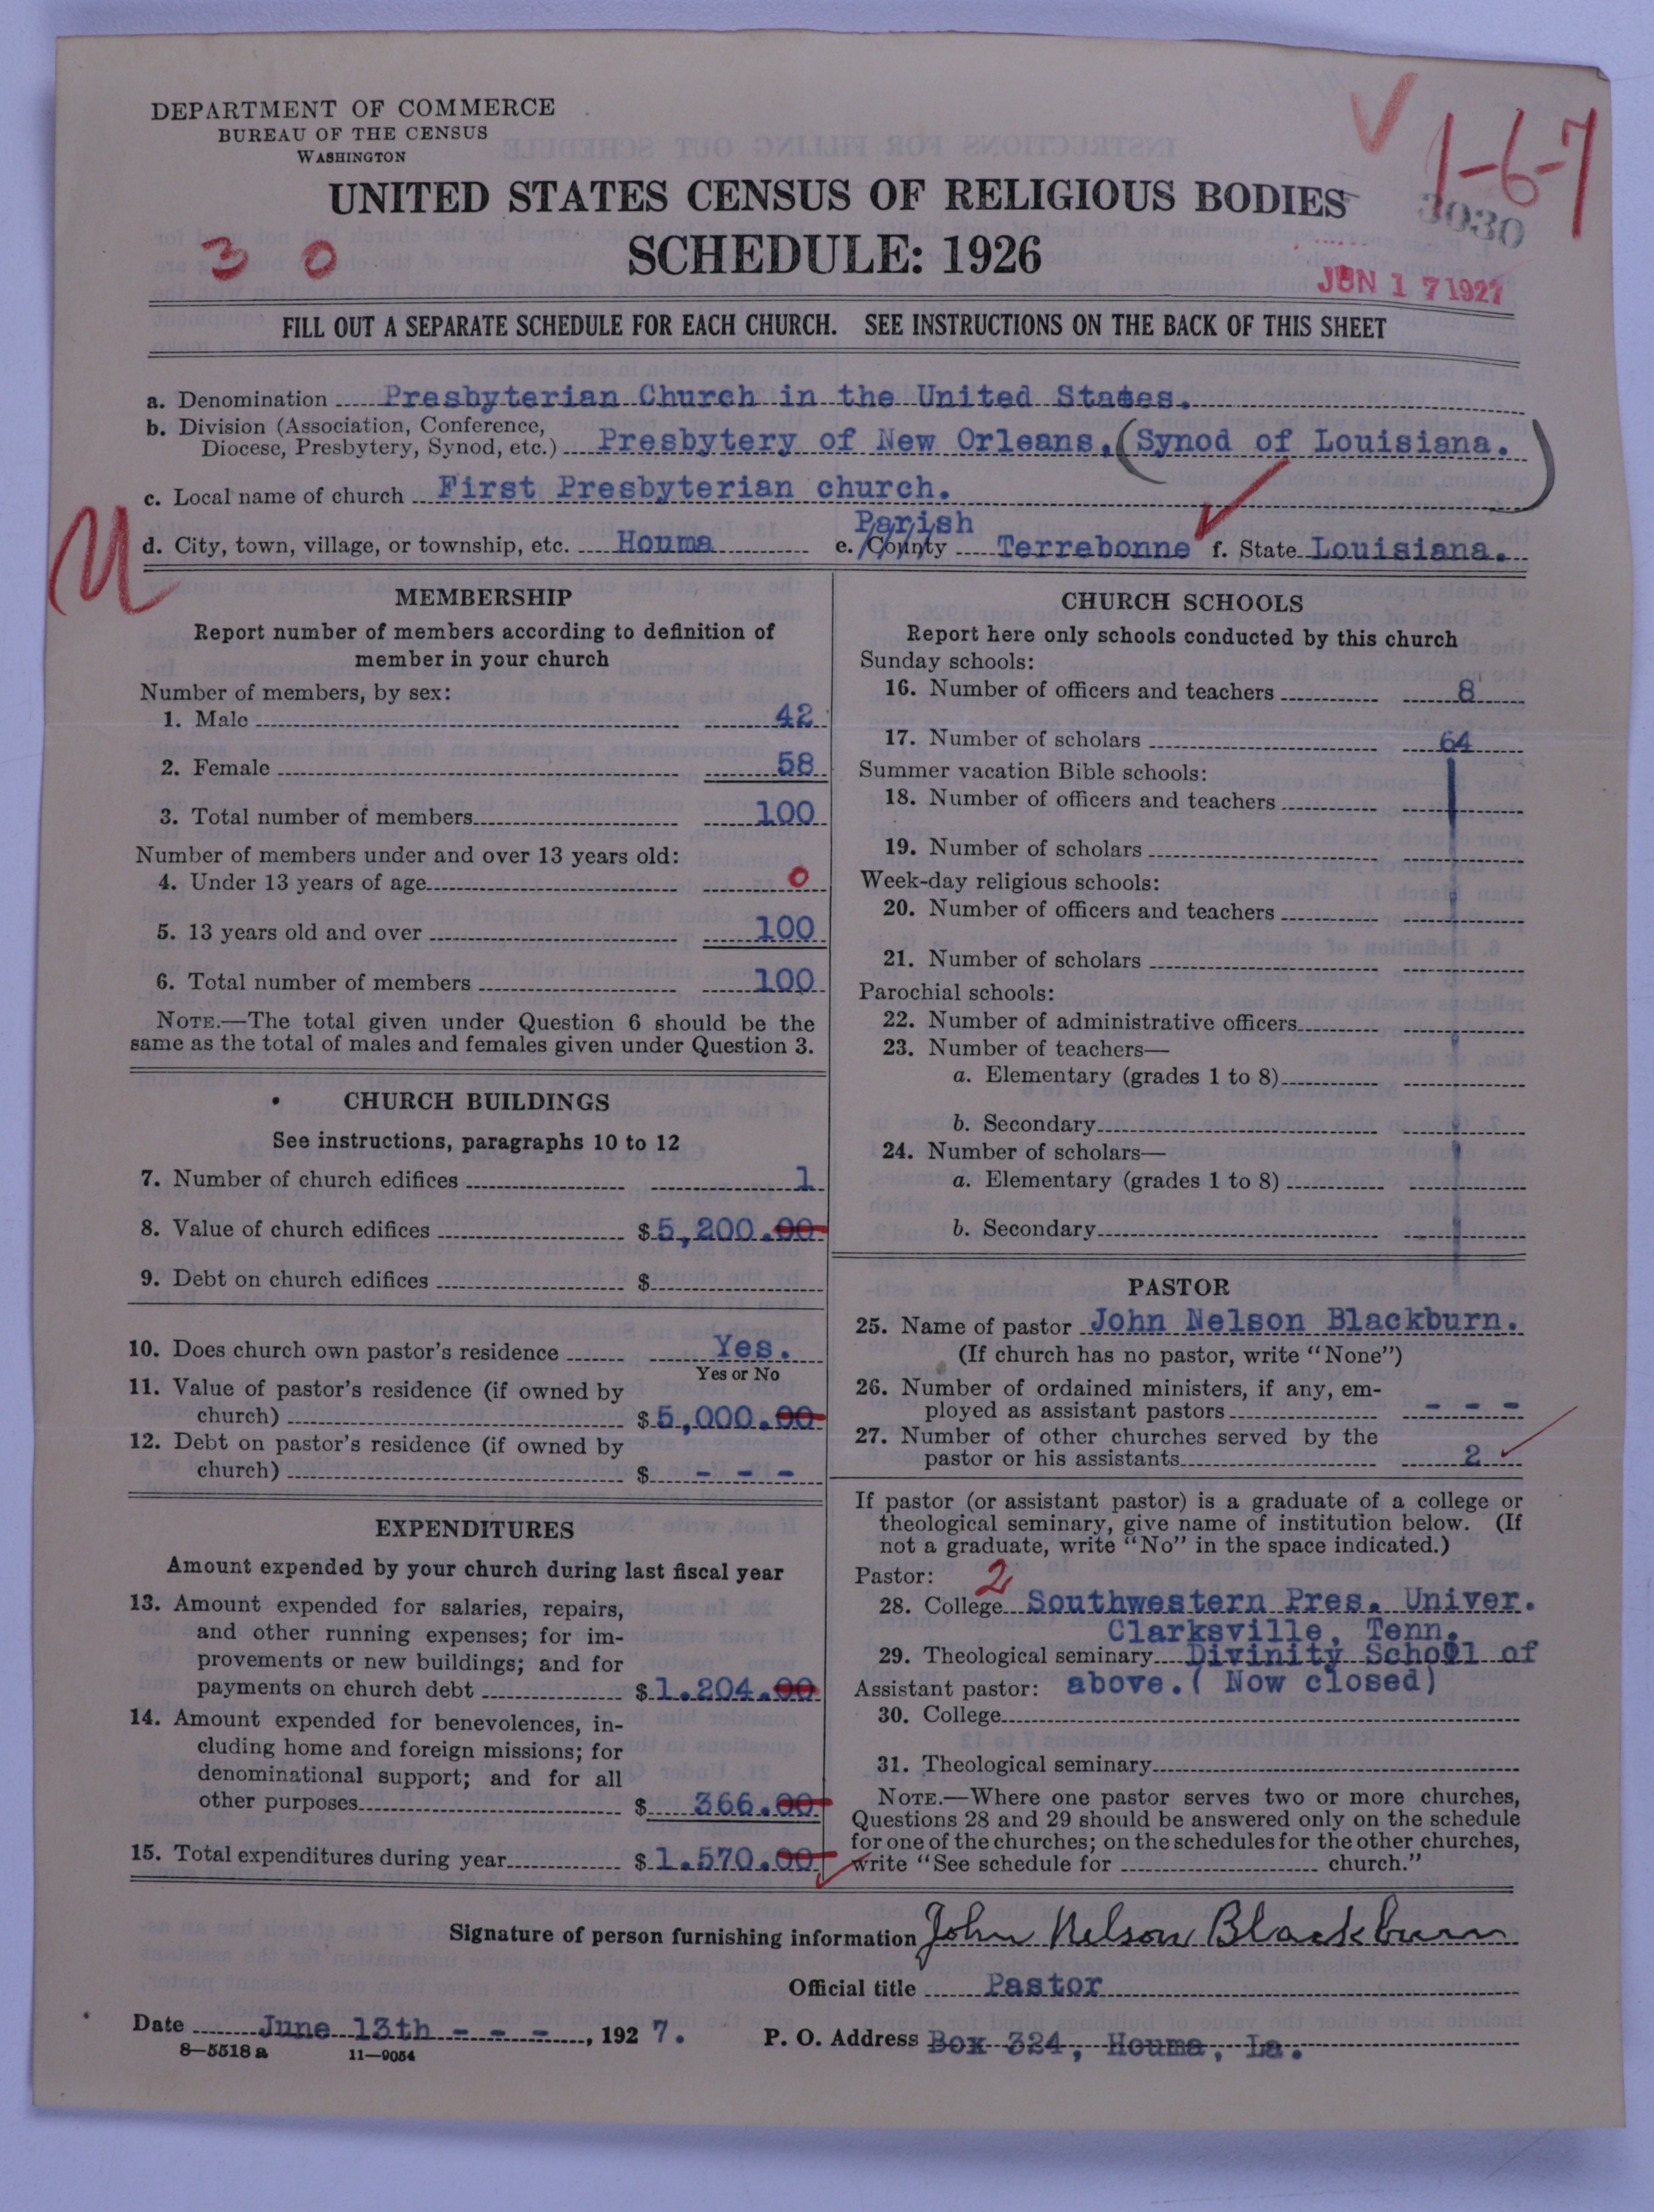 DEPARTMENT OF COMMERCE
BUREAU OF THE CENSUS
WASHINGTON
1-6-7
UNITED STATES CENSUS OF RELIGIOUS BODIES
3030
3 0
SCHEDULE: 1926
JUN 17 1927
FILL OUT A SEPARATE SCHEDULE FOR EACH CHURCH. SEE INSTRUCTIONS ON THE BACK OF THIS SHEET
a. Denomination Presbyterian Church in the United States.
b. Division (Association, Conference,
Diocese, Presbytery, Synod, etc.) Presbytery of New Orleans, (Synod of Louisiana.)
c. Local name of church First Presbyterian church.
Parish
d. City, town, village, or township, etc. Houma e. County Terrebonne f. State Louisiana.
MEMBERSHIP
Report number of members according to definition of
member in your church
Number of members, by sex:
1. Male 42
2. Female 58
3. Total number of members 100
Number of members under and over 13 years old:
4. Under 13 years of age 0
5. 13 years old and over 100
6. Total number of members 100
NOTE.—The total given under Question 6 should be the
same as the total of males and females given under Question 3.
CHURCH BUILDINGS
See instructions, paragraphs 10 to 12
7. Number of church edifices 1
8. Value of church edifices $5,200.00
9. Debt on church edifices $
10. Does church own pastor's residence Yes.
Yes or No
11. Value of pastor's residence (if owned by
church) $5,000.00
12. Debt on pastor's residence (if owned by
church) $ - - -
EXPENDITURES
Amount expended by your church during last fiscal year
13. Amount expended for salaries, repairs,
and other running expenses; for im-
provements or new buildings; and for
payments on church debt $1.204.00
14. Amount expended for benevolences, in-
cluding home and foreign missions; for
denominational support; and for all
other purposes $ 366.00
15. Total expenditures during year $1.570.00
CHURCH SCHOOLS
Report here only schools conducted by this church
Sunday schools:
16. Number of officers and teachers 8
17. Number of scholars 64
Summer vacation Bible schools:
18. Number of officers and teachers
19. Number of scholars
Week-day religious schools:
20. Number of officers and teachers
21. Number of scholars
Parochial schools:
22. Number of administrative officers
23. Number of teachers—
a. Elementary (grades 1 to 8)
b. Secondary
24. Number of scholars—
a. Elementary (grades 1 to 8)
b. Secondary
PASTOR
25. Name of pastor John Nelson Blackburn.
(If church has no pastor, write "None")
26. Number of ordained ministers, if any, em-
ployed as assistant pastors - - -
27. Number of other churches served by the
pastor or his assistants 2
If pastor (or assistant pastor) is a graduate of a college or
theological seminary, give name of institution below. (If
not a graduate, write "No" in the space indicated.)
Pastor: 2
28. College Southwestern Pres. Univer.
Clarksville, Tenn.
29. Theological seminary Divinity School of
Assistant pastor: above. ( Now closed)
30. College
31. Theological seminary
NOTE.—Where one pastor serves two or more churches,
Questions 28 and 29 should be answered only on the schedule
for one of the churches; on the schedules for the other churches,
write "See schedule for church."
Signature of person furnishing information John Nelson Blackburn
Official title Pastor
Date June 13th - - - , 1927. P. O. Address Box 324, Houma, La.
8—5518a 11—9054